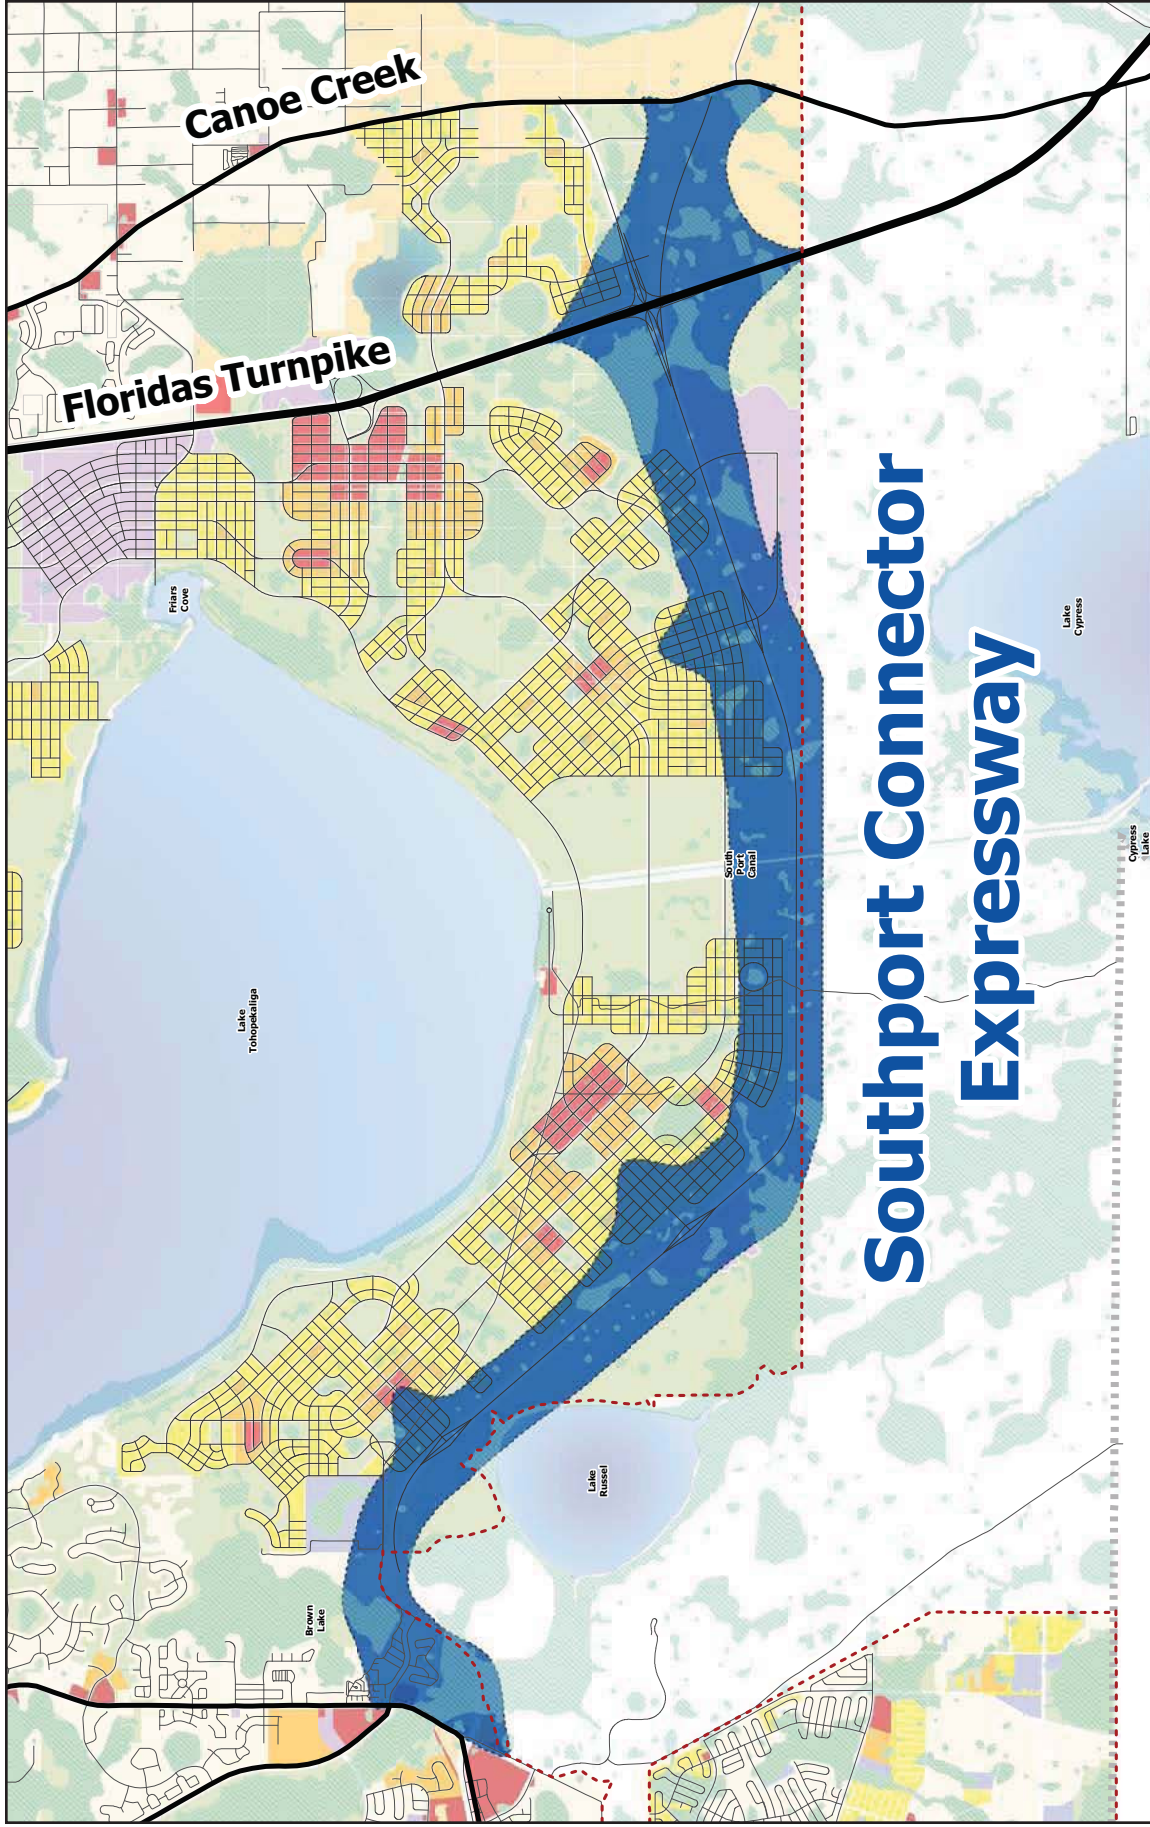 Canoe Creek
Floridas Turnpike
Friars
Cove
Lake
Tohopekaliga
South
Port
Canal
Lake
Cypress
Cypress
Lake
Southport Connector
Expressway
Lake
Russel
Brown
Lake